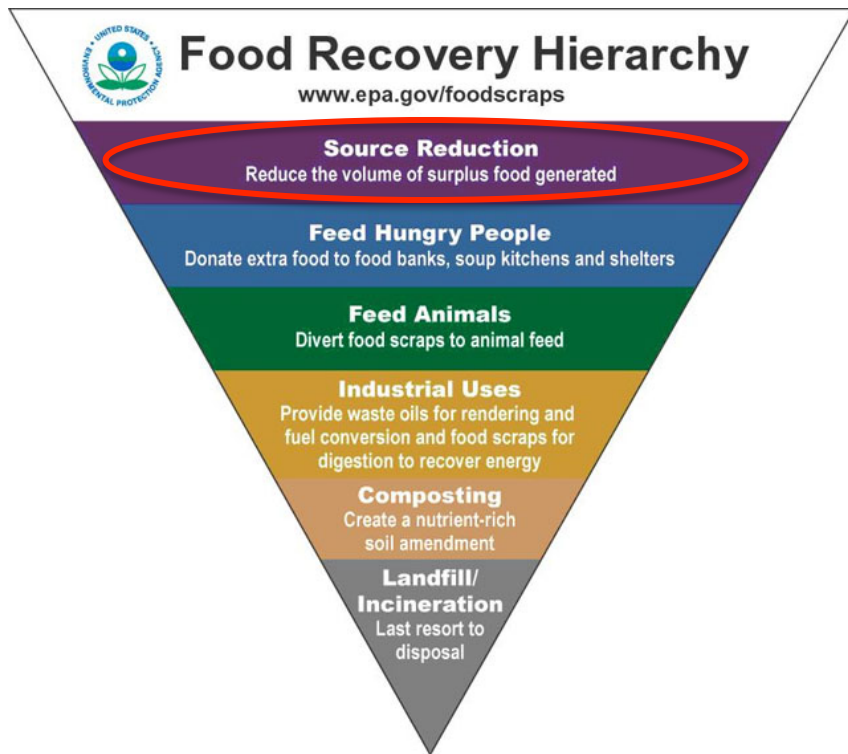 UNITED STATES
ENVIRONMENTAL PROTECTION AGENCY
Food Recovery Hierarchy
www.epa.gov/foodscraps
Source Reduction
Reduce the volume of surplus food generated
Feed Hungry People
Donate extra food to food banks, soup kitchens and shelters
Feed Animals
Divert food scraps to animal feed
Industrial Uses
Provide waste oils for rendering and
fuel conversion and food scraps for
digestion to recover energy
Composting
Create a nutrient-rich
soil amendment
Landfill/
Incineration
Last resort to
disposal